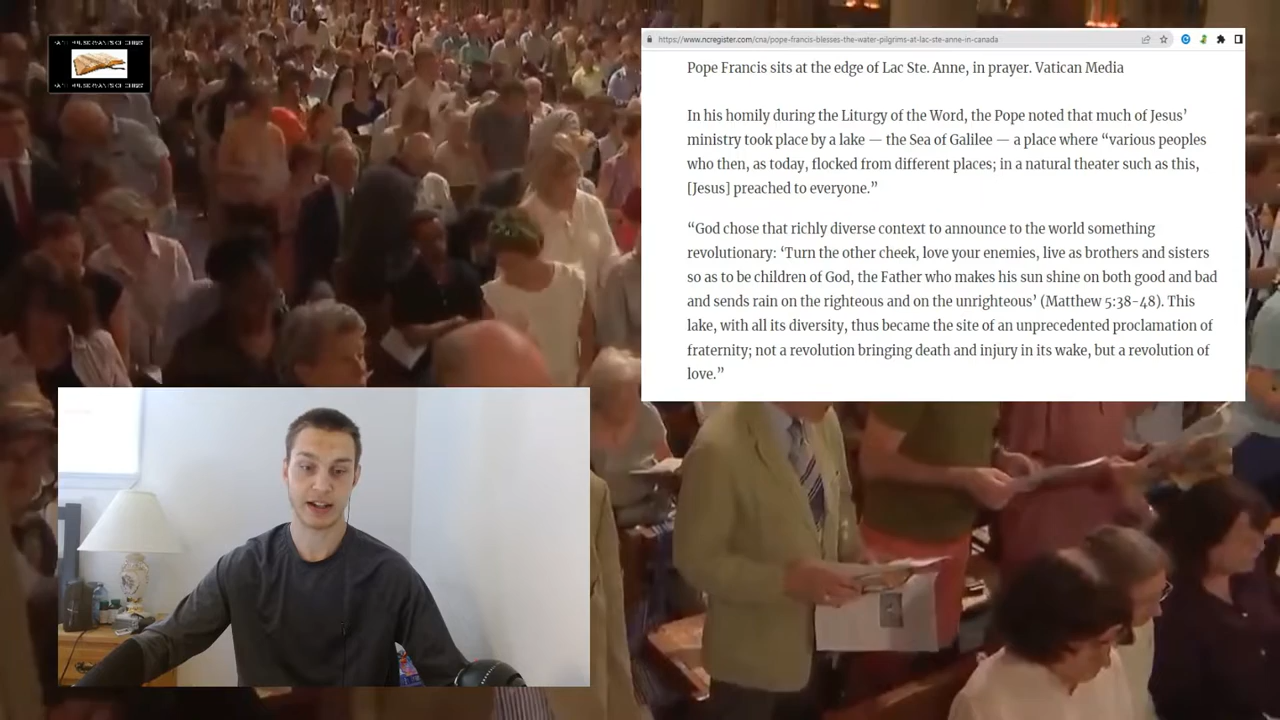 https://www.ncregister.com/cna/pope-francis-blesses-the-water-pilgrims-at-lac-ste-anne-in-canada
Pope Francis sits at the edge of Lac Ste. Anne, in prayer. Vatican Media
In his homily during the Liturgy of the Word, the Pope noted that much of Jesus’
ministry took place by a lake — the Sea of Galilee — a place where “various peoples
who then, as today, flocked from different places; in a natural theater such as this,
[Jesus] preached to everyone.”
“God chose that richly diverse context to announce to the world something
revolutionary: ‘Turn the other cheek, love your enemies, live as brothers and sisters
so as to be children of God, the Father who makes his sun shine on both good and bad
and sends rain on the righteous and on the unrighteous’ (Matthew 5:38-48). This
lake, with all its diversity, thus became the site of an unprecedented proclamation of
fraternity; not a revolution bringing death and injury in its wake, but a revolution of
love.”